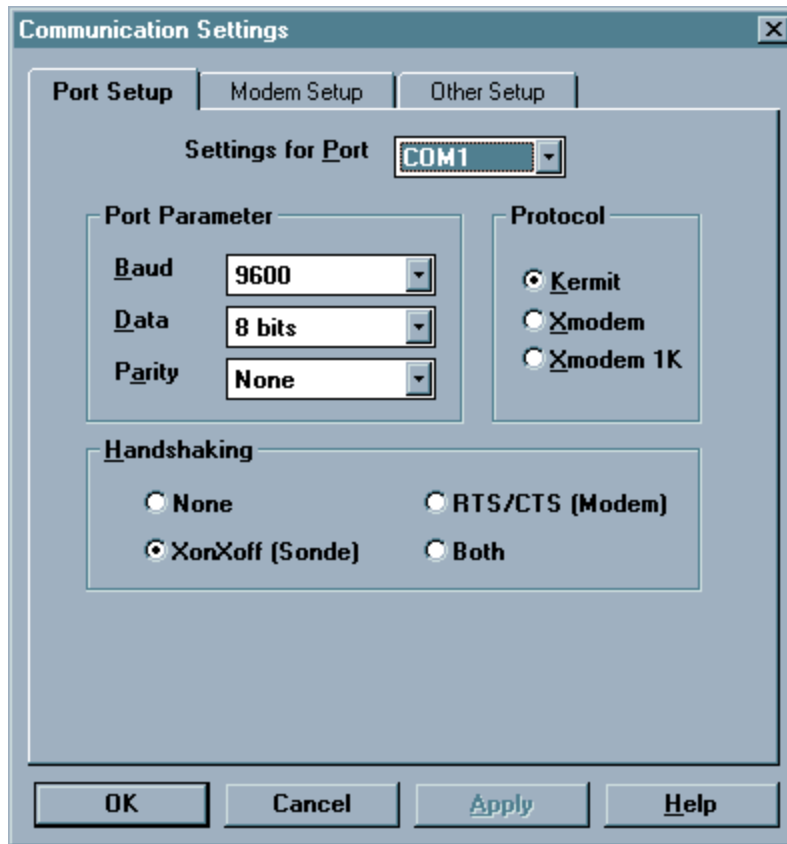 Communication Settings
Port Setup Modem Setup Other Setup
Settings for Port COM1
Port Parameter
Baud 9600
Data 8 bits
Parity None
Protocol
Kermit
Xmodem
Xmodem 1K
Handshaking
None RTS/CTS (Modem)
XonXoff (Sonde) Both
OK Cancel Apply Help